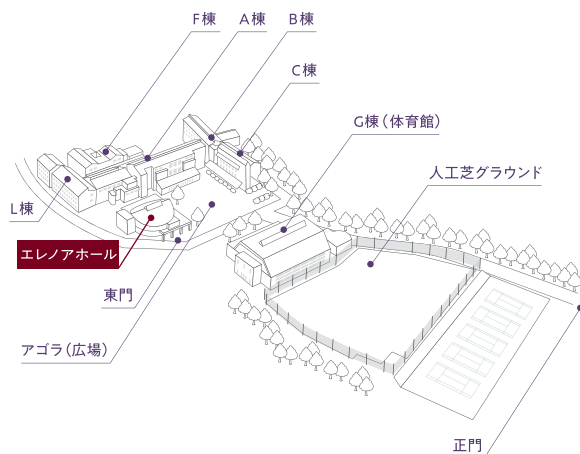 F棟
A棟
B棟
C棟
G棟(体育館)
人工芝グラウンド
L棟
エレノアホール
東門
アゴラ(広場)
正門